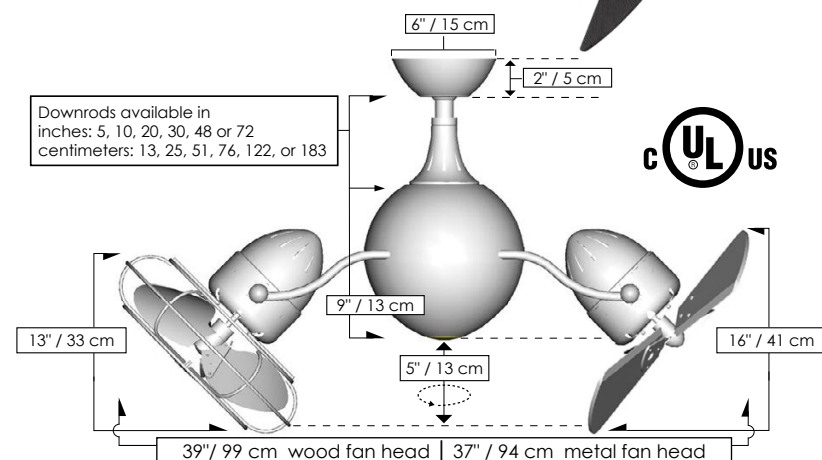 6" / 15 cm
2" / 5 cm
Downrods available in
inches: 5, 10, 20, 30, 48 or 72
centimeters: 13, 25, 51, 76, 122, or 183
C UL ® US
9" / 13 cm
13" / 33 cm
16" / 41 cm
5" / 13 cm
39"/ 99 cm wood fan head | 37" / 94 cm metal fan head